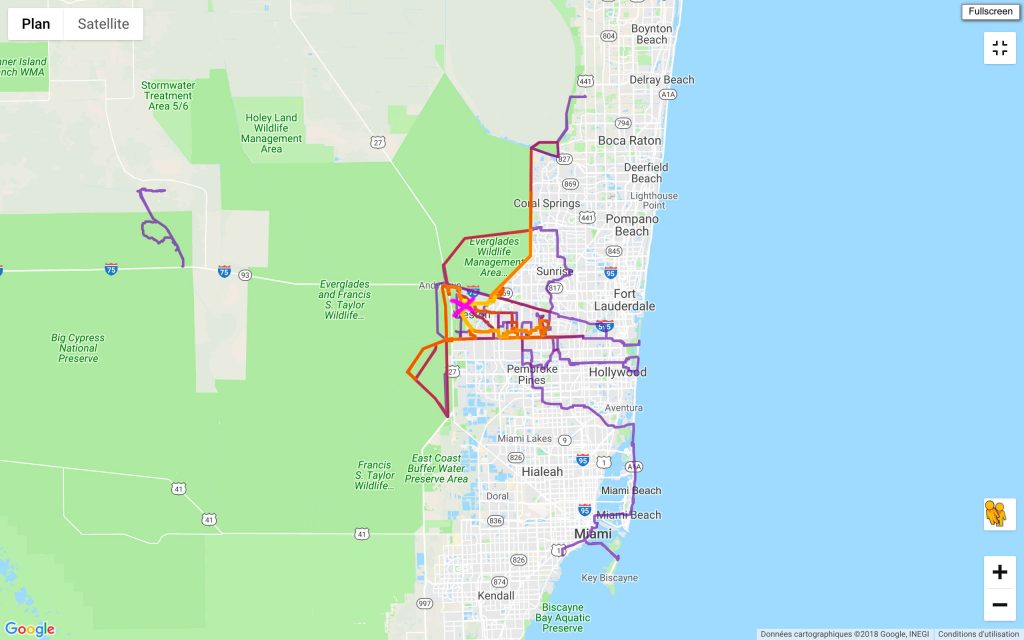 Plan
Satellite
Fullscreen
Boynton
Beach
804
441
Delray Beach
A1A
nner Island
nch WMA
Stormwater
Treatment
Area 5/6
Holey Land
Wildlife
Management
Area
27
794
Boca Raton
827
Deerfield
Beach
869
Lighthouse
Point
Coral Springs
441
Pompano
Beach
Everglades
Wildlife
Management
Area...
845
75
75
93
Sunrise
95
817
Everglades
and Francis
S. Taylor
Wildlife...
Fort
Lauderdale
595
Big Cypress
National
Preserve
27
Pembroke
Pines
Hollywood
Aventura
Miami Lakes
9
826
95
1
A1A
East Coast
Buffer Water
Preserve Area
Francis
S. Taylor
Wildlife...
Hialeah
Miami Beach
41
Doral
95
Miami Beach
41
836
41
Miami
1
826
Key Biscayne
874
Kendall
997
Biscayne
Bay Aquatic
Preserve
Google
Données cartographiques ©2018 Google, INEGI
Conditions d'utilisation